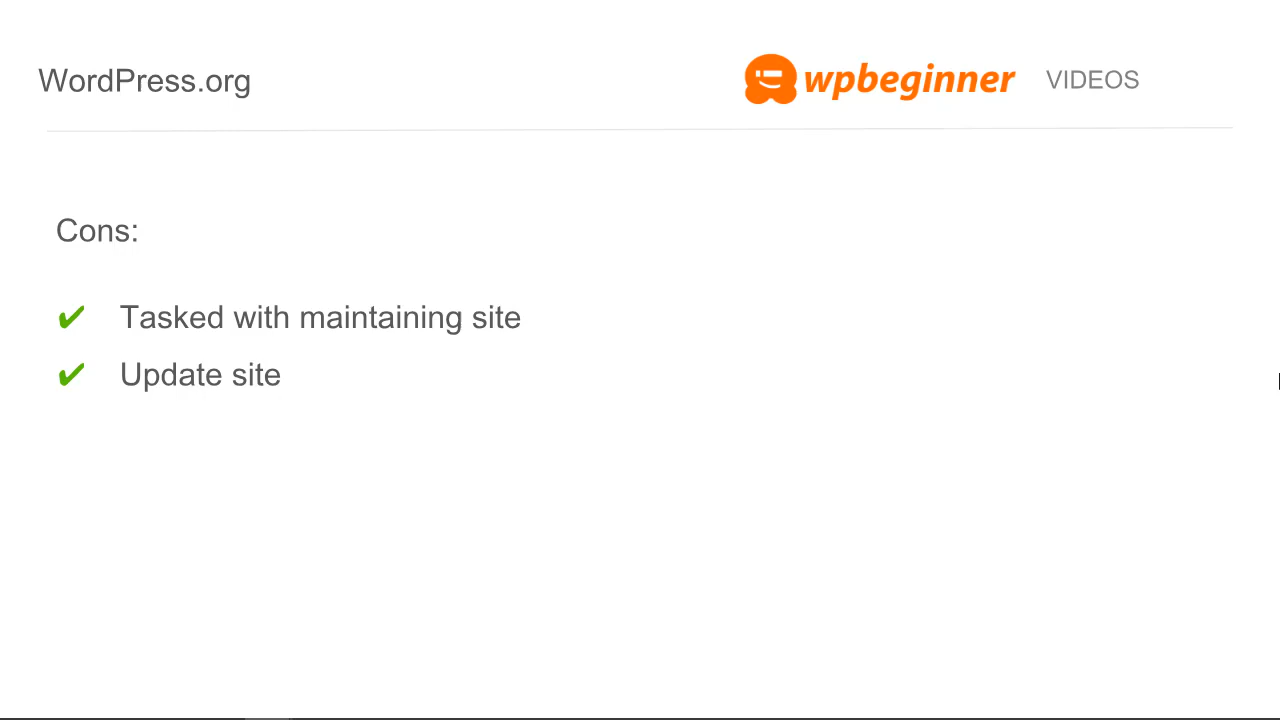 WordPress.org
wpbeginner VIDEOS
Cons:
✔ Tasked with maintaining site
✔ Update site